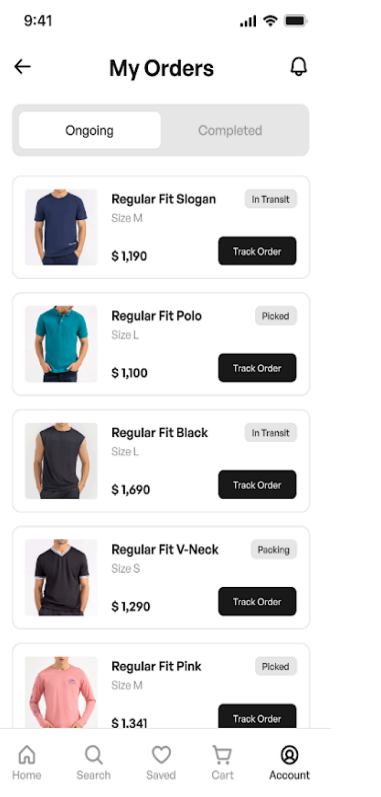 9:41
My Orders
Ongoing
Completed
Regular Fit Slogan
In Transit
Size M
$ 1,190
Track Order
Regular Fit Polo
Picked
Size L
$ 1,100
Track Order
Regular Fit Black
In Transit
Size L
$ 1,690
Track Order
Regular Fit V-Neck
Packing
Size S
$ 1,290
Track Order
Regular Fit Pink
Picked
Size M
$ 1,341
Track Order
Home
Search
Saved
Cart
Account